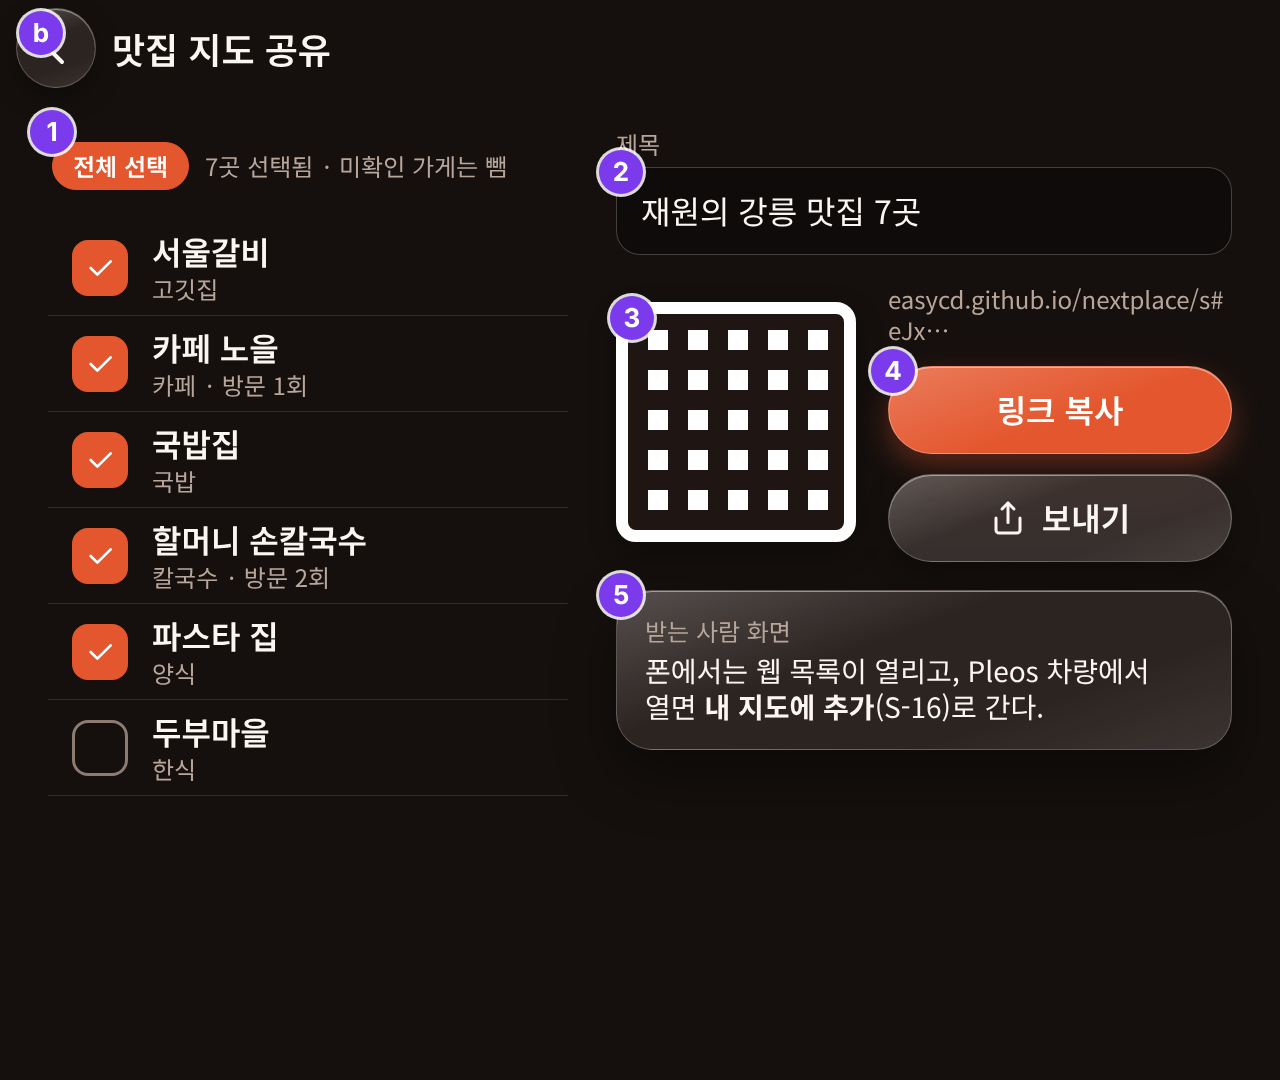 b
맛집 지도 공유
1
전체 선택
7곳 선택됨 · 미확인 가게는 뺌
서울갈비
고깃집
카페 노을
카페 · 방문 1회
국밥집
국밥
할머니 손칼국수
칼국수 · 방문 2회
파스타 집
양식
두부마을
한식
제목
2
재원의 강릉 맛집 7곳
3
easycd.github.io/nextplace/s#
eJx…
4
링크 복사
보내기
5
받는 사람 화면
폰에서는 웹 목록이 열리고, Pleos 차량에서
열면 내 지도에 추가(S-16)로 간다.